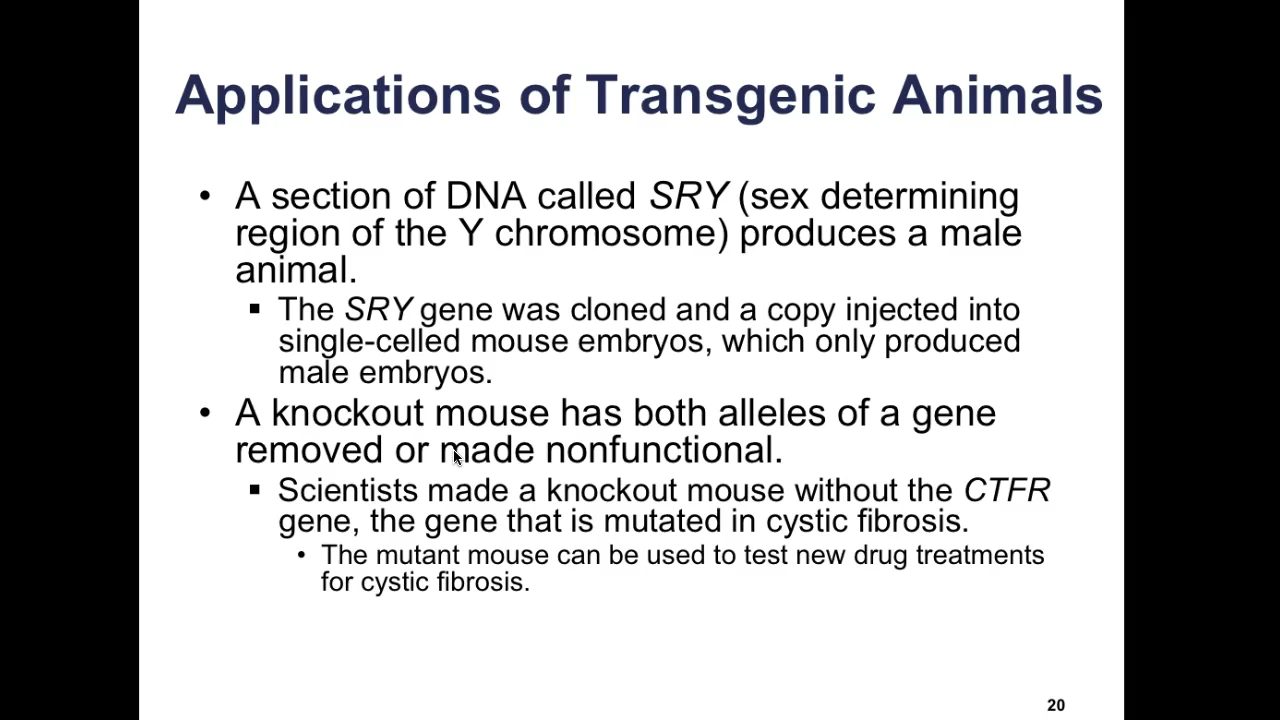 Applications of Transgenic Animals
• A section of DNA called SRY (sex determining
region of the Y chromosome) produces a male
animal.
▪ The SRY gene was cloned and a copy injected into
single-celled mouse embryos, which only produced
male embryos.
• A knockout mouse has both alleles of a gene
removed or made nonfunctional.
▪ Scientists made a knockout mouse without the CTFR
gene, the gene that is mutated in cystic fibrosis.
• The mutant mouse can be used to test new drug treatments
for cystic fibrosis.
20